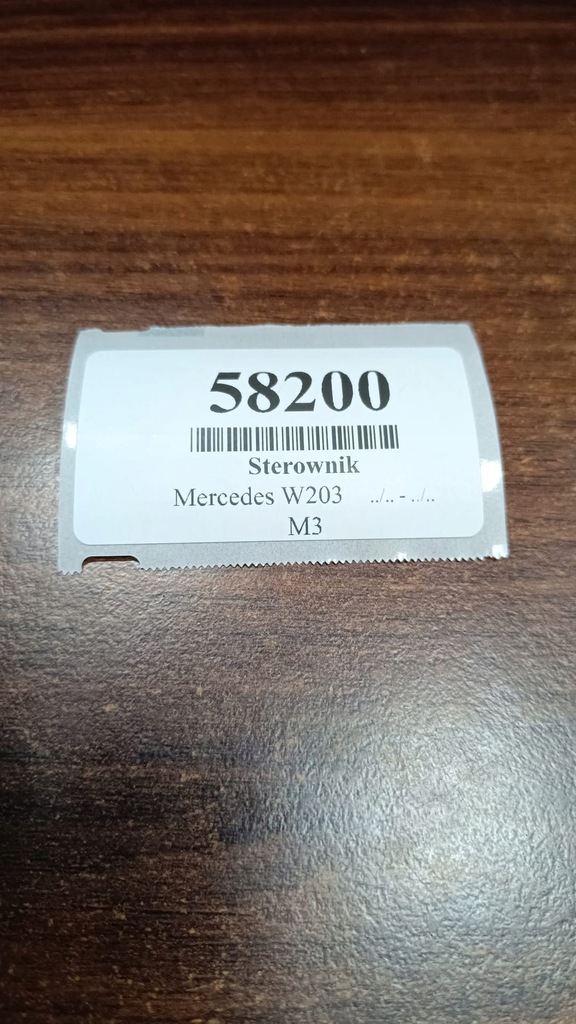 58200
Sterownik
Mercedes W203 ../.. - ../..
M3